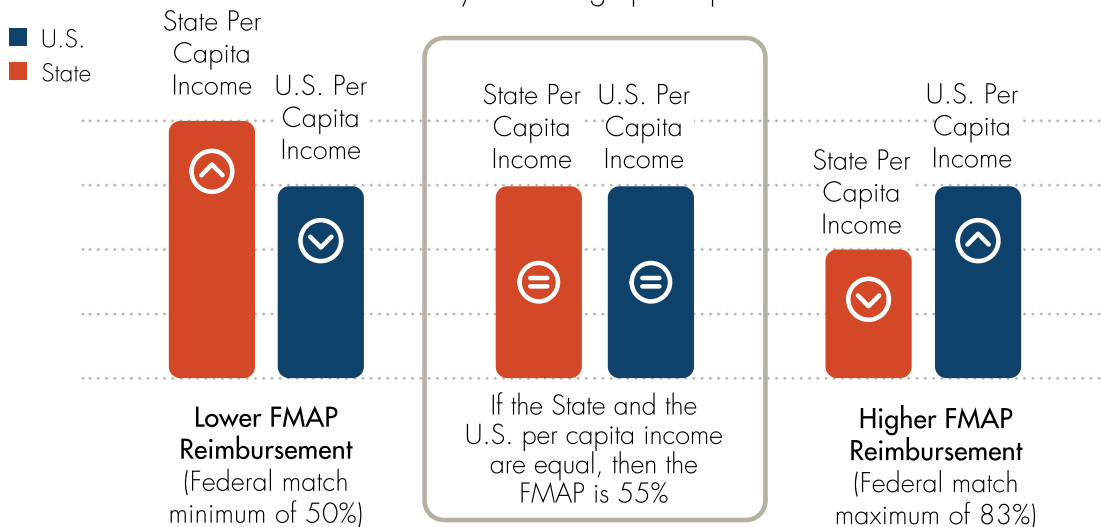 U.S.
State
State Per
Capita
Income
U.S. Per
Capita
Income
State Per
Capita
Income
U.S. Per
Capita
Income
State Per
Capita
Income
U.S. Per
Capita
Income
Lower FMAP
Reimbursement
(Federal match
minimum of 50%)
If the State and the
U.S. per capita income
are equal, then the
FMAP is 55%
Higher FMAP
Reimbursement
(Federal match
maximum of 83%)